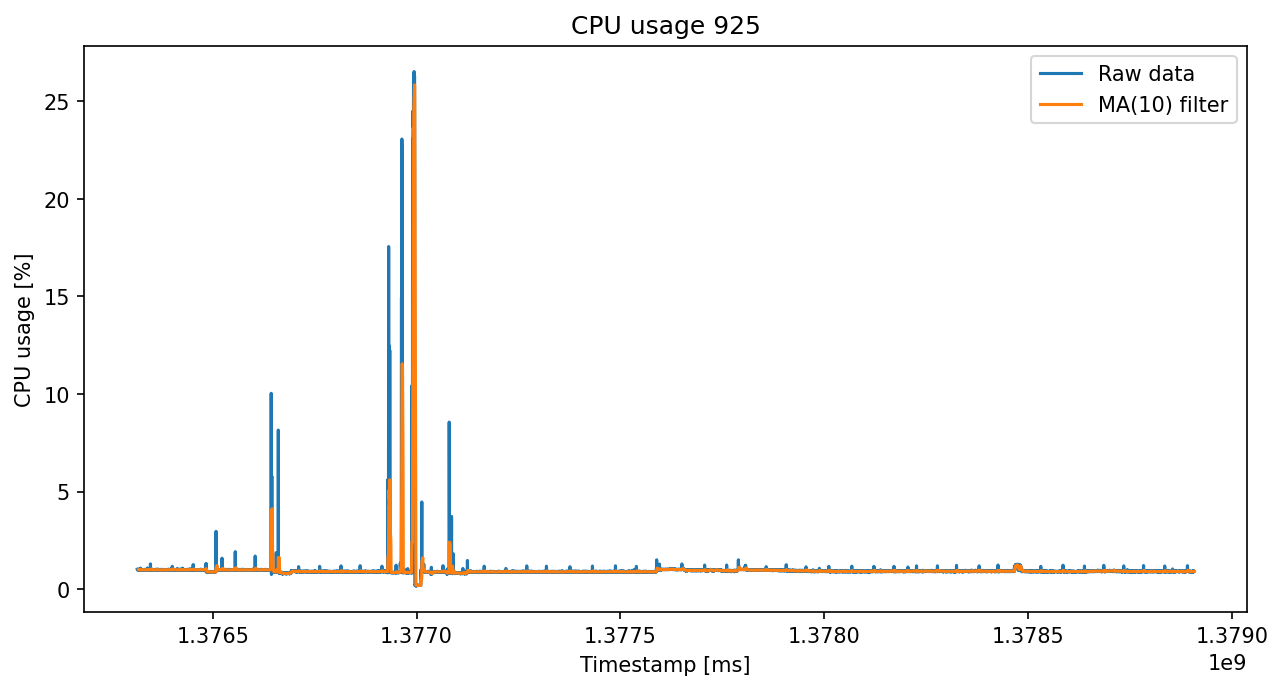 CPU usage 925
Raw data
MA(10) filter
CPU usage [%]
25
20
15
10
5
0
1.3765
1.3770
1.3775
1.3780
1.3785
1.3790
1e9
Timestamp [ms]